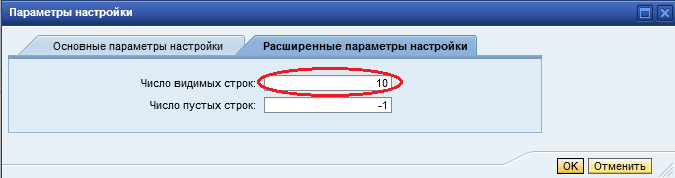 Параметры настройки
Основные параметры настройки Расширенные параметры настройки
Число видимых строк: 10
Число пустых строк: -1
OK Отменить